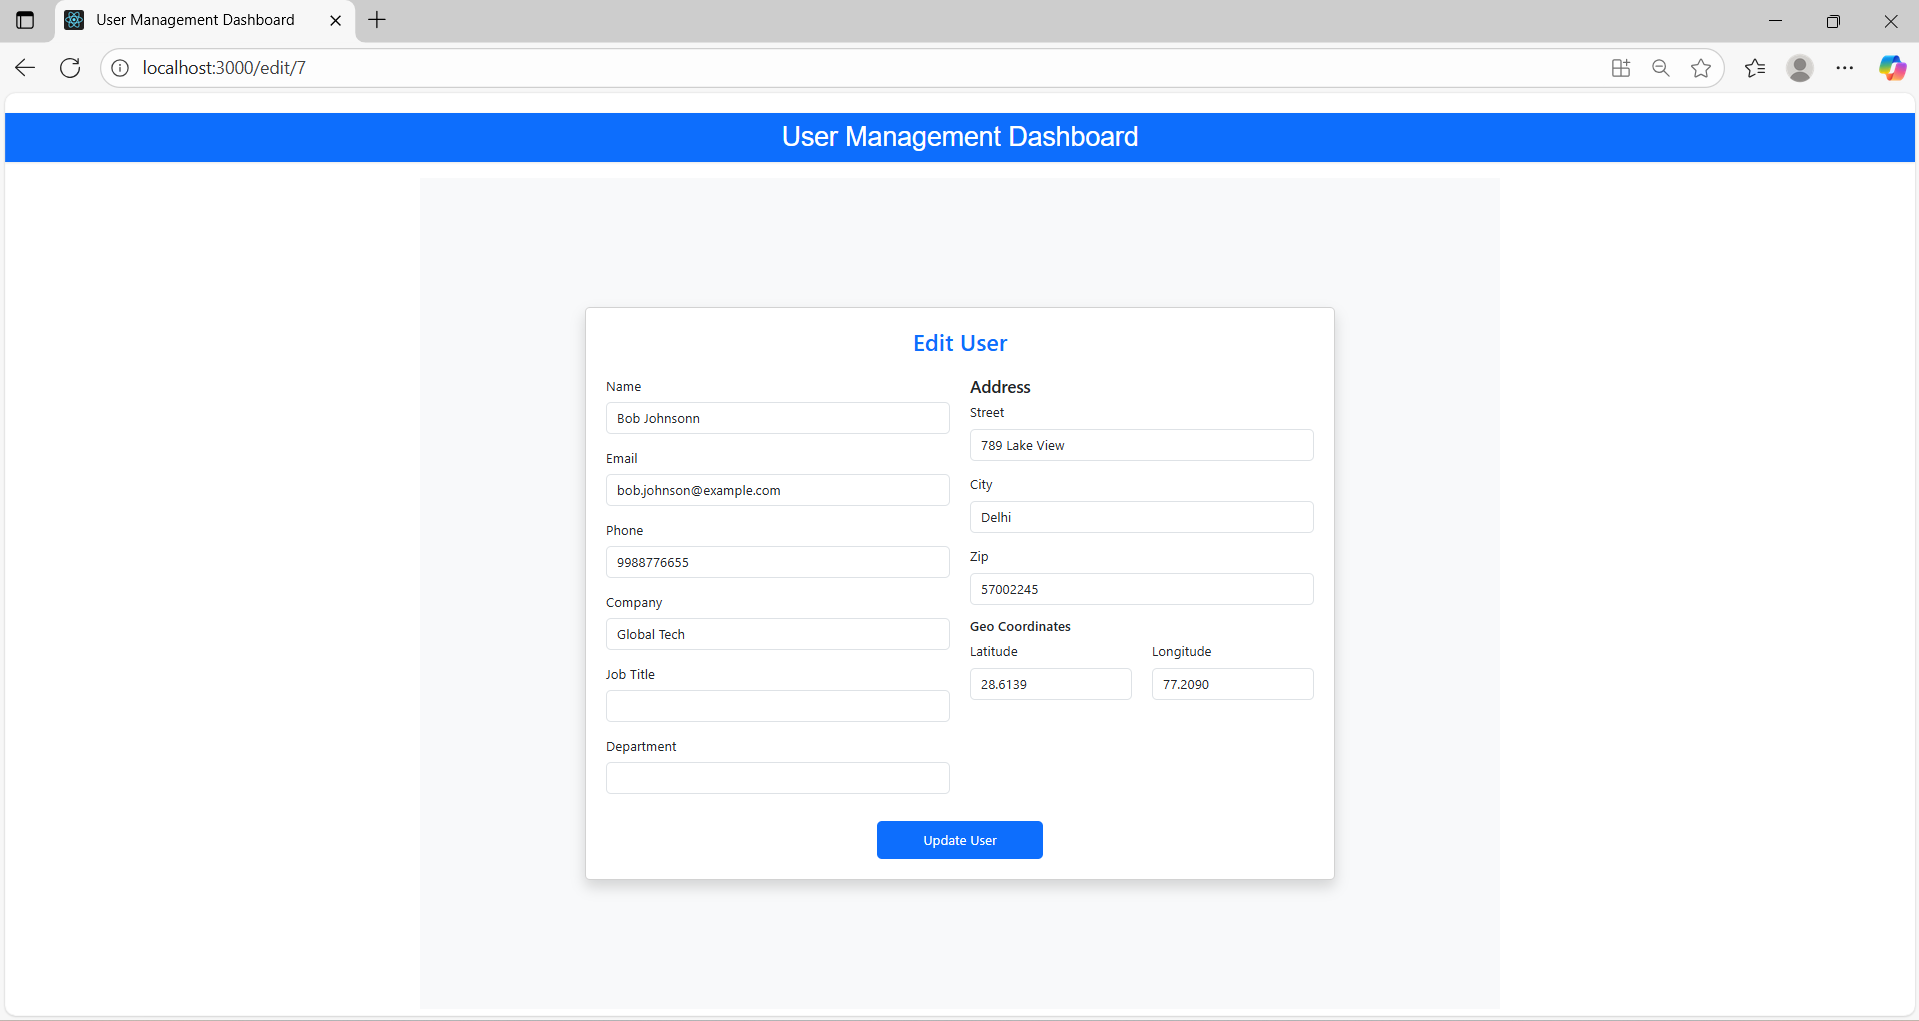 User Management Dashboard
localhost:3000/edit/7
User Management Dashboard
Edit User
Name
Bob Johnsonn
Email
bob.johnson@example.com
Phone
9988776655
Company
Global Tech
Job Title
Department
Address
Street
789 Lake View
City
Delhi
Zip
57002245
Geo Coordinates
Latitude Longitude
28.6139 77.2090
Update User